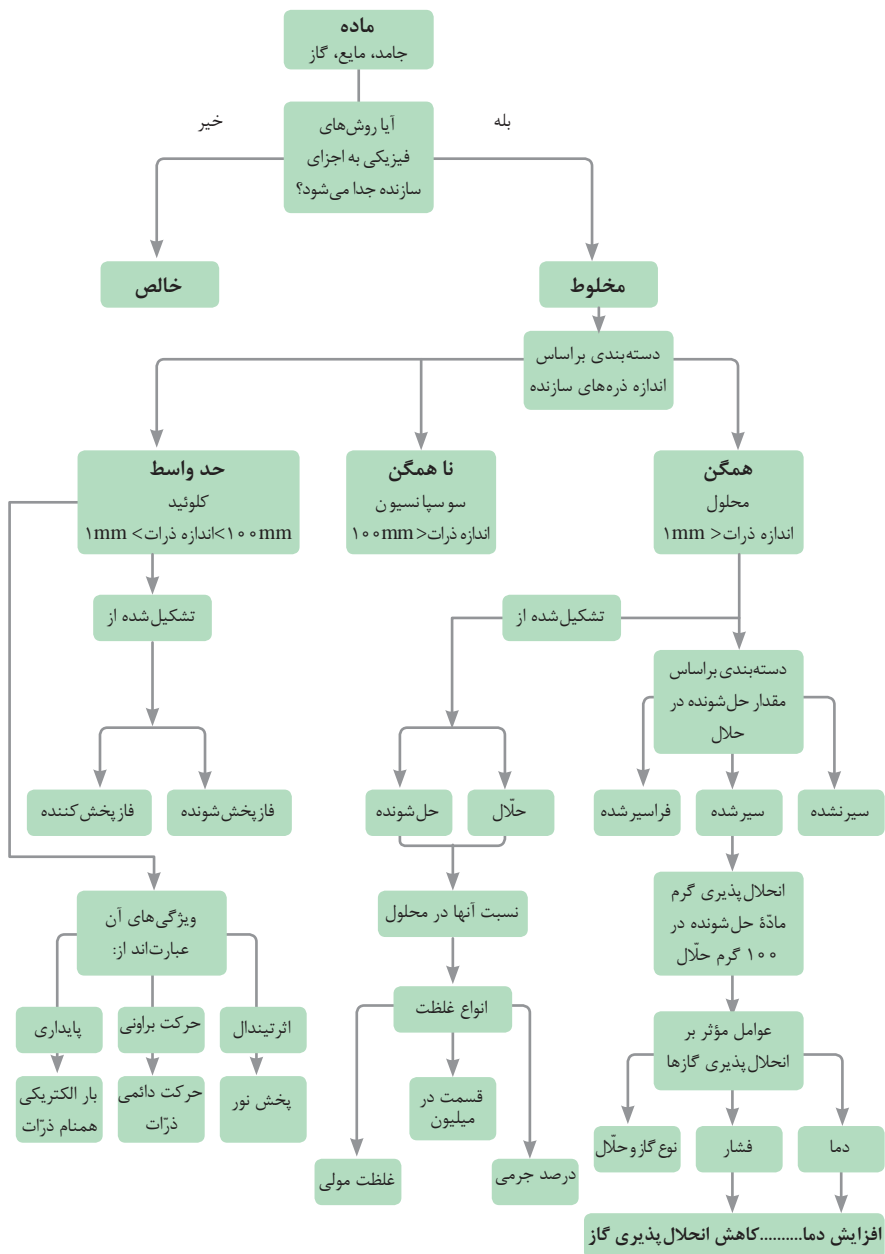 ماده
جامد، مایع، گاز
آیا روش‌های
فیزیکی به اجزای
سازنده جدا می‌شود؟
بله
خیر
مخلوط
خالص
دسته‌بندی براساس
اندازه ذره‌های سازنده
همگن
محلول
اندازه ذرات> ۱mm
نا همگن
سوسپانسیون
اندازه ذرات<۱۰۰mm
حد واسط
کلوئید
۱mm <اندازه ذرات<۱۰۰mm
تشکیل‌شده از
تشکیل‌شده از
دسته‌بندی براساس
مقدار حل‌شونده در
حلال
سیرنشده
سیرشده
فراسیرشده
حلّال
حل‌شونده
فازپخش‌شونده
فازپخش‌کننده
انحلال‌پذیری گرم
مادّهٔ حل‌شونده در
۱۰۰ گرم حلّال
نسبت آنها در محلول
ویژگی‌های آن
عبارت‌اند از:
عوامل مؤثر بر
انحلال‌پذیری گازها
انواع غلظت
اثرتیندال
حرکت براونی
پایداری
پخش نور
حرکت دائمی
ذرّات
بار الکتریکی
همنام ذرّات
قسمت در
میلیون
دما
فشار
نوع گازوحلّال
درصد جرمی
غلظت مولی
افزایش دما..........کاهش انحلال‌پذیری گاز